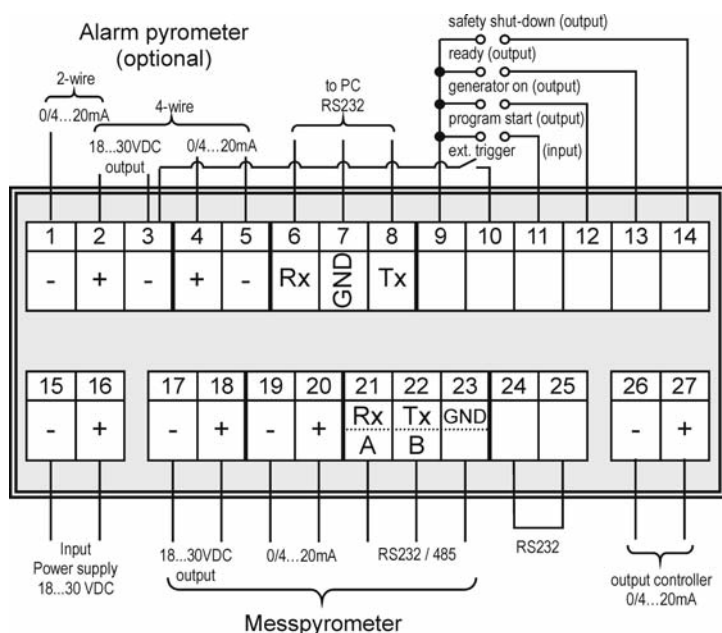 safety shut-down (output)
ready (output)
generator on (output)
program start (output)
ext. trigger (input)
Alarm pyrometer
(optional)
2-wire
0/4...20mA
4-wire
18...30VDC
output
0/4...20mA
to PC
RS232
1 2 3 4 5 6 7 8 9 10 11 12 13 14
- + - + - Rx GND Tx
15 16 17 18 19 20 21 22 23 24 25 26 27
- + - + - + Rx Tx GND - +
A B
Input
Power supply
18...30 VDC
18...30VDC
output
0/4...20mA
RS232 / 485
RS232
output controller
0/4...20mA
Messpyrometer